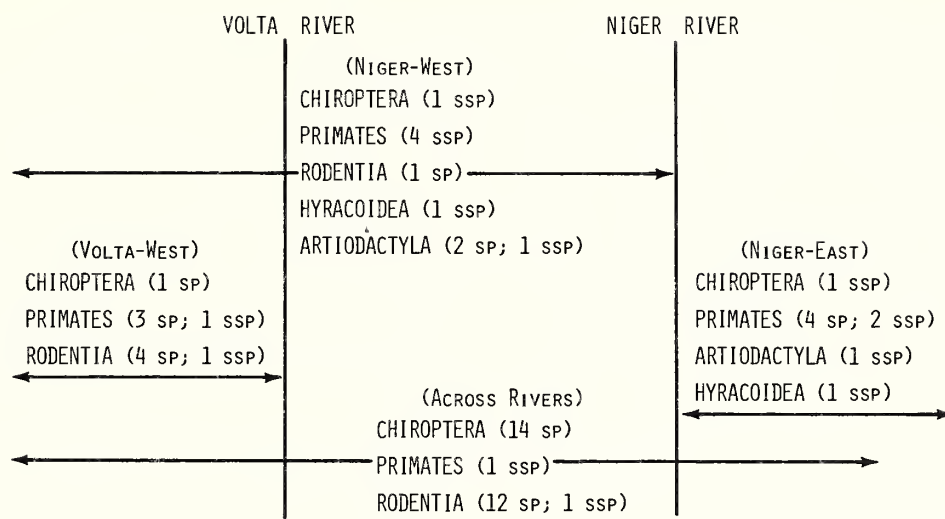 VOLTA RIVER
NIGER RIVER
(NIGER-WEST)
CHIROPTERA (1 SSP)
PRIMATES (4 SSP)
RODENTIA (1 SP)
HYRACOIDEA (1 SSP)
ARTIODACTYLA (2 SP; 1 SSP)
(VOLTA-WEST)
CHIROPTERA (1 SP)
PRIMATES (3 SP; 1 SSP)
RODENTIA (4 SP; 1 SSP)
(NIGER-EAST)
CHIROPTERA (1 SSP)
PRIMATES (4 SP; 2 SSP)
ARTIODACTYLA (1 SSP)
HYRACOIDEA (1 SSP)
(ACROSS RIVERS)
CHIROPTERA (14 SP)
PRIMATES (1 SSP)
RODENTIA (12 SP; 1 SSP)